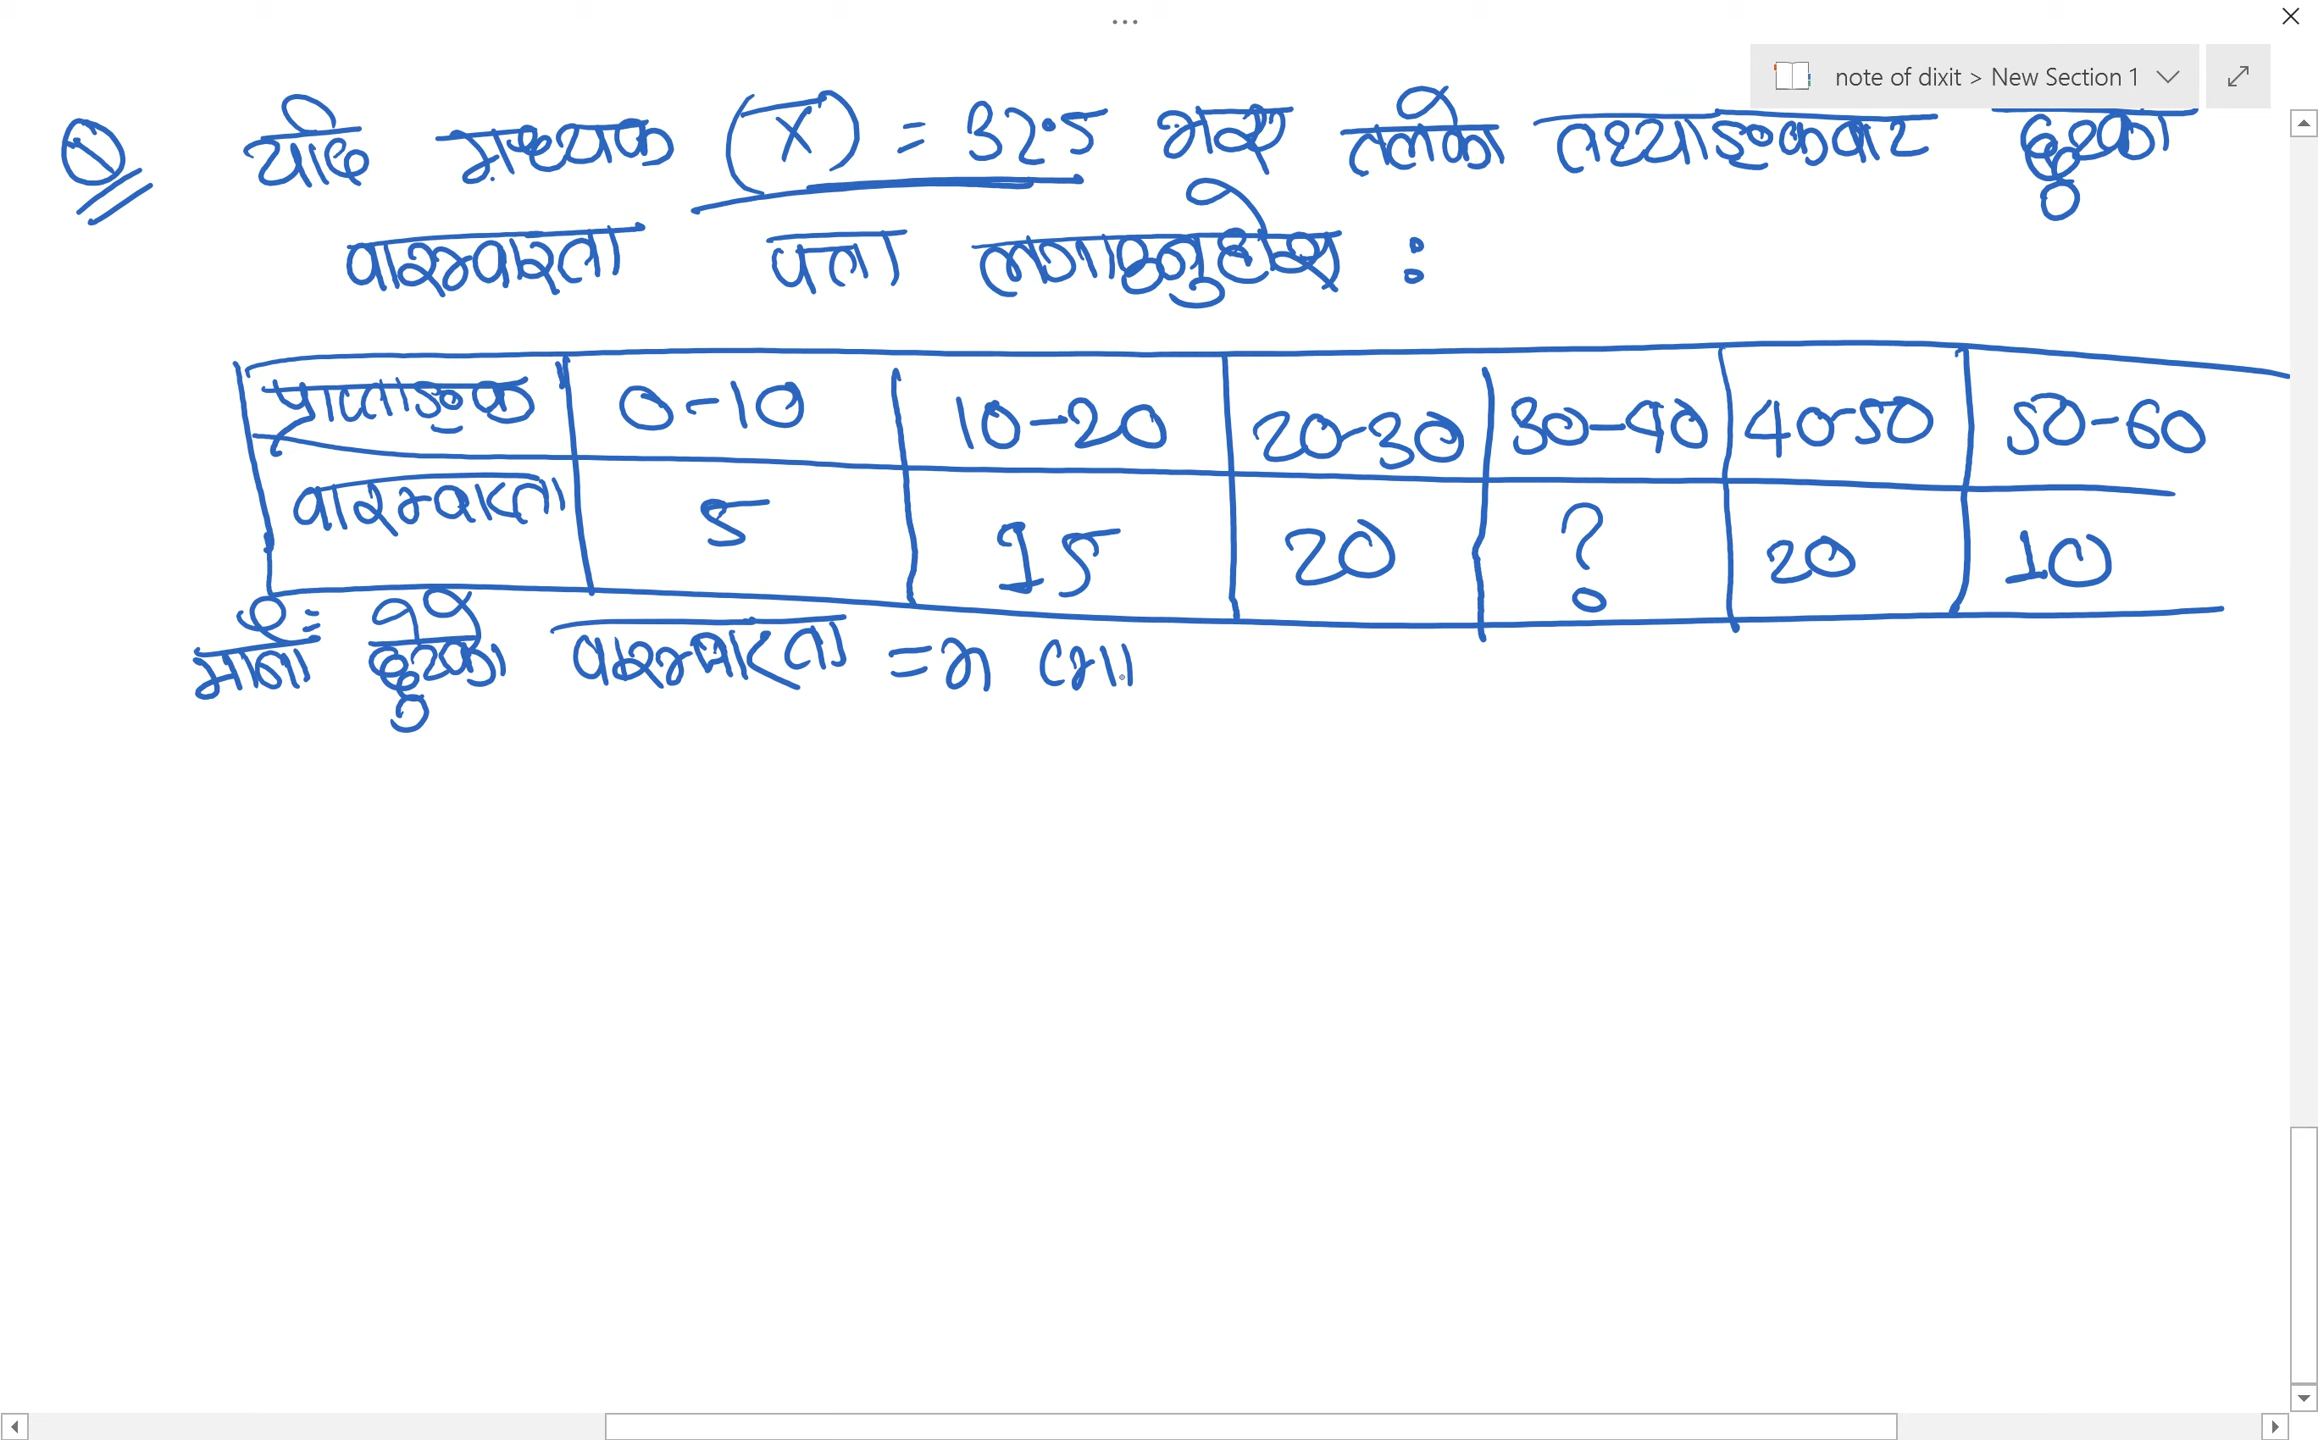 note of dixit > New Section 1
Q यदि मध्यक (X̄) = 32.5 भए तलका तथ्याङ्कबाट छुटेको
बारम्बारता पत्ता लगाउनुहोस् :
प्राप्ताङ्क 0-10 10-20 20-30 30-40 40-50 50-60
बारम्बारता 5 15 20 ? 20 10
मानौं छुटेको बारम्बारता =